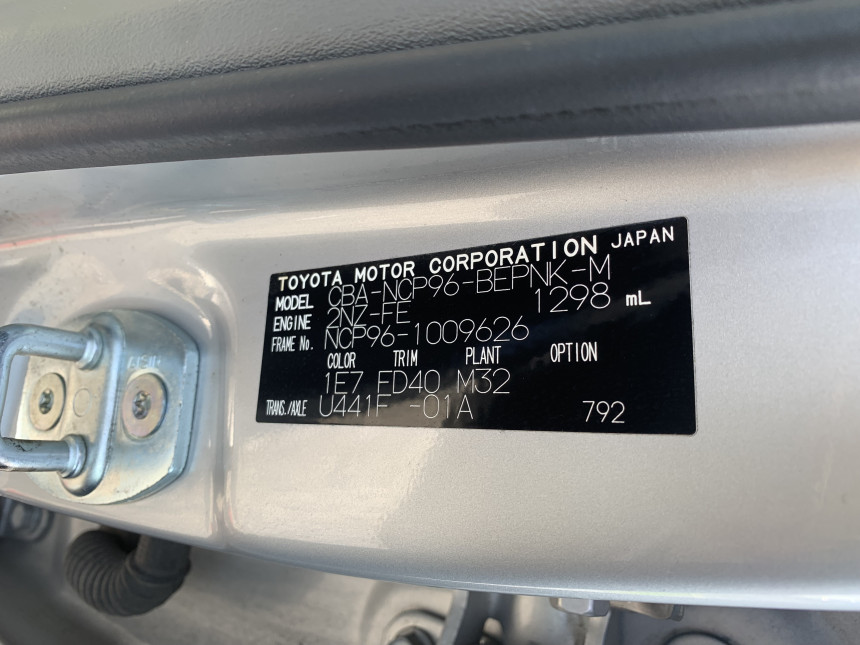 TOYOTA MOTOR CORPORATION JAPAN
MODEL CBA-NCP96-BEPNK-M
ENGINE 2NZ-FE 1298 mL
FRAME No. NCP96-1009626
COLOR TRIM PLANT OPTION
1E7 FD40 M32
TRANS./AXLE U441F -01A 792